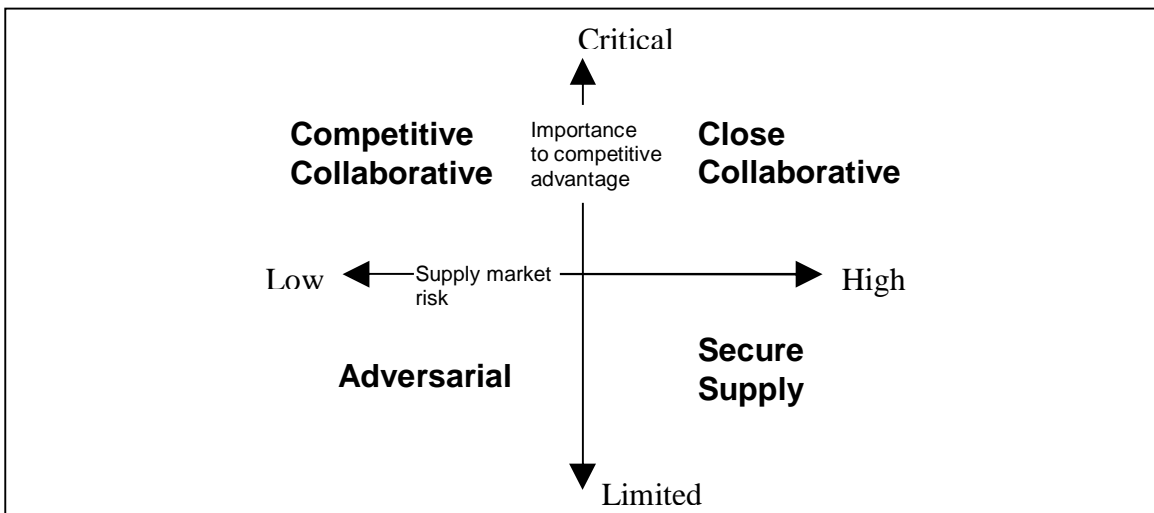 Critical
Competitive
Collaborative
Importance
to competitive
advantage
Close
Collaborative
Low
Supply market
risk
High
Adversarial
Secure
Supply
Limited